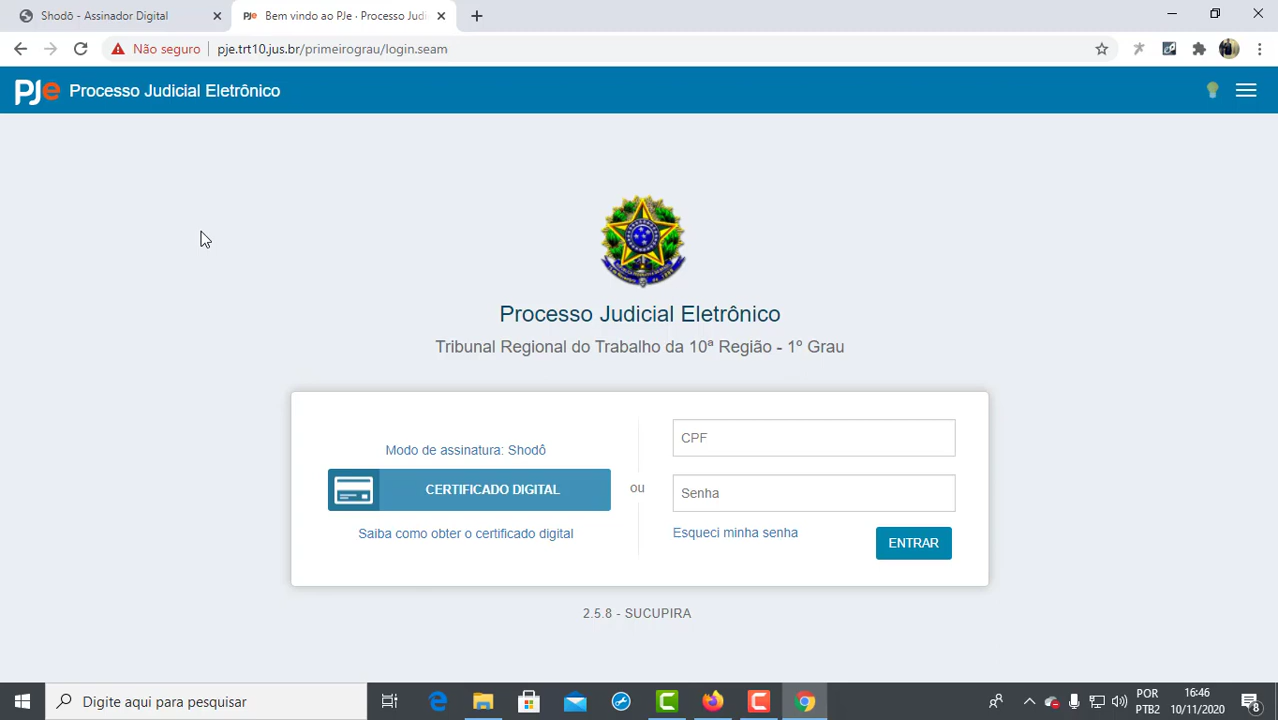 Shodō - Assinador Digital
PJe Bem vindo ao PJe · Processo Judi
Não seguro pje.trt10.jus.br/primeirograu/login.seam
PJe Processo Judicial Eletrônico
Processo Judicial Eletrônico
Tribunal Regional do Trabalho da 10ª Região - 1º Grau
Modo de assinatura: Shodô
CERTIFICADO DIGITAL
Saiba como obter o certificado digital
ou
CPF
Senha
Esqueci minha senha
ENTRAR
2.5.8 - SUCUPIRA
Digite aqui para pesquisar
POR
PTB2
16:46
10/11/2020
8